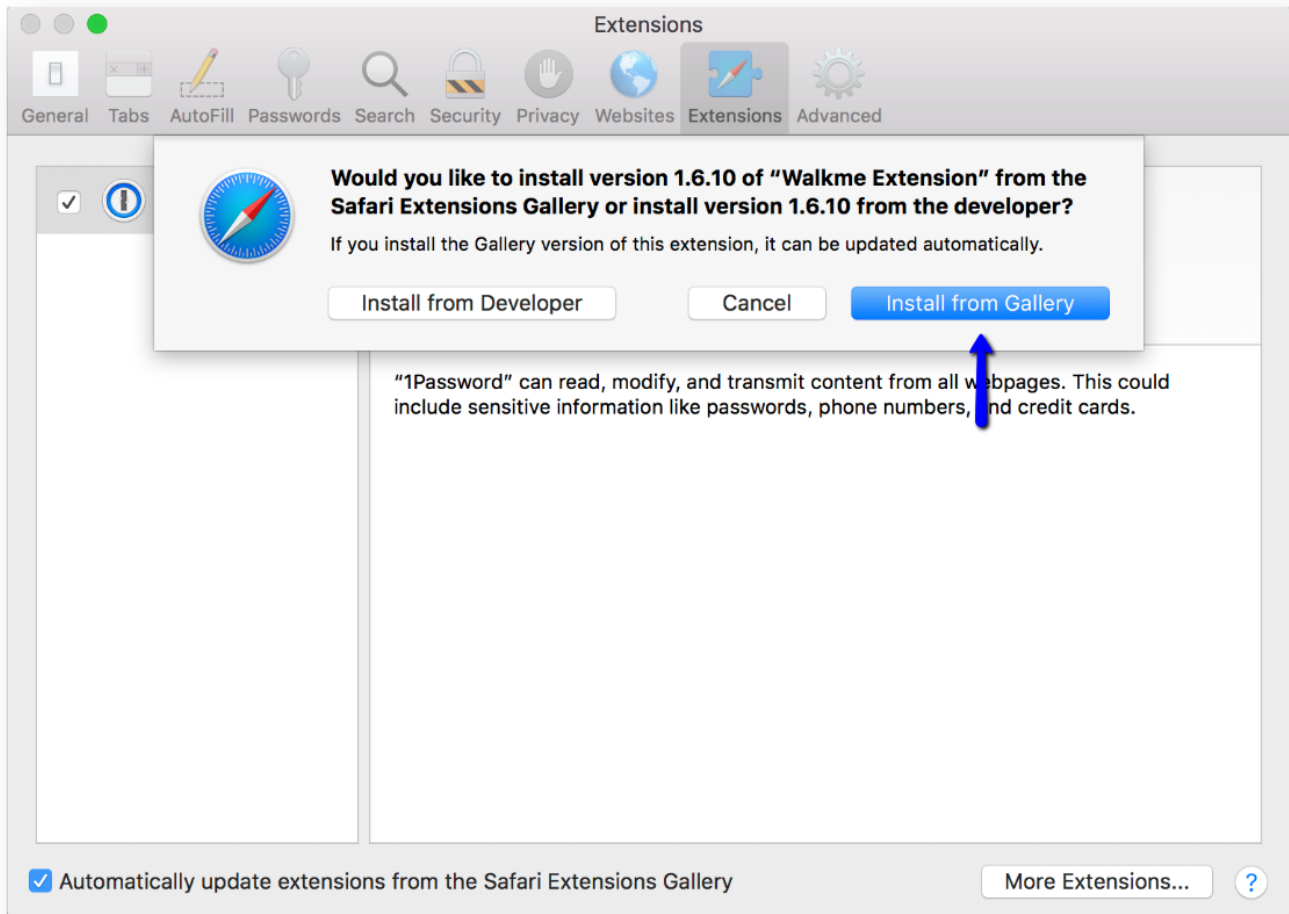 Extensions
General Tabs AutoFill Passwords Search Security Privacy Websites Extensions Advanced
Would you like to install version 1.6.10 of “Walkme Extension” from the
Safari Extensions Gallery or install version 1.6.10 from the developer?
If you install the Gallery version of this extension, it can be updated automatically.
Install from Developer Cancel Install from Gallery
“1Password” can read, modify, and transmit content from all webpages. This could
include sensitive information like passwords, phone numbers, and credit cards.
Automatically update extensions from the Safari Extensions Gallery More Extensions... ?